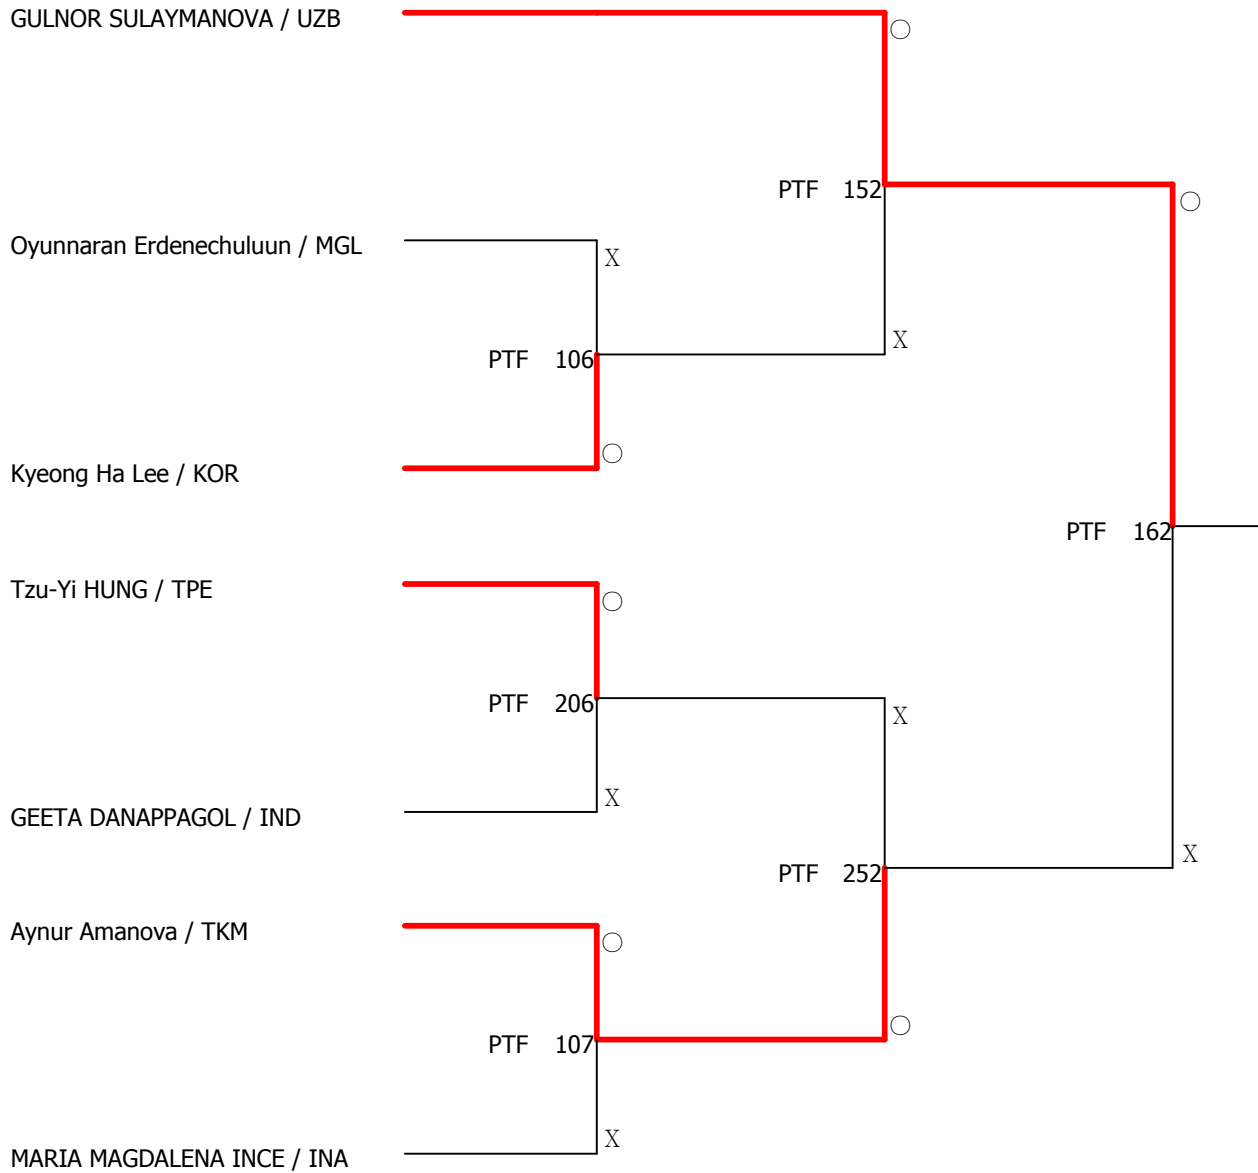 GULNOR SULAYMANOVA / UZB
○
PTF 152
○
Oyunnaran Erdenechuluun / MGL
X
X
PTF 106
○
Kyeong Ha Lee / KOR
PTF 162
Tzu-Yi HUNG / TPE
○
PTF 206
X
X
GEETA DANAPPAGOL / IND
X
PTF 252
Aynur Amanova / TKM
○
○
PTF 107
X
MARIA MAGDALENA INCE / INA